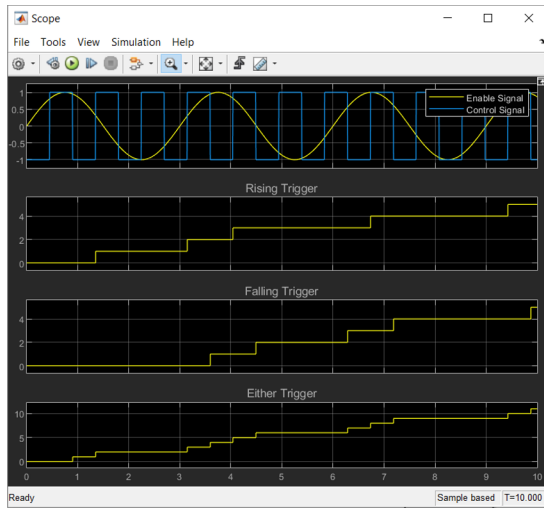 Scope
File Tools View Simulation Help
Enable Signal
Control Signal
1
0.5
0
-0.5
-1
Rising Trigger
4
2
0
Falling Trigger
4
2
0
Either Trigger
10
5
0
0 1 2 3 4 5 6 7 8 9 10
Ready Sample based T=10.000